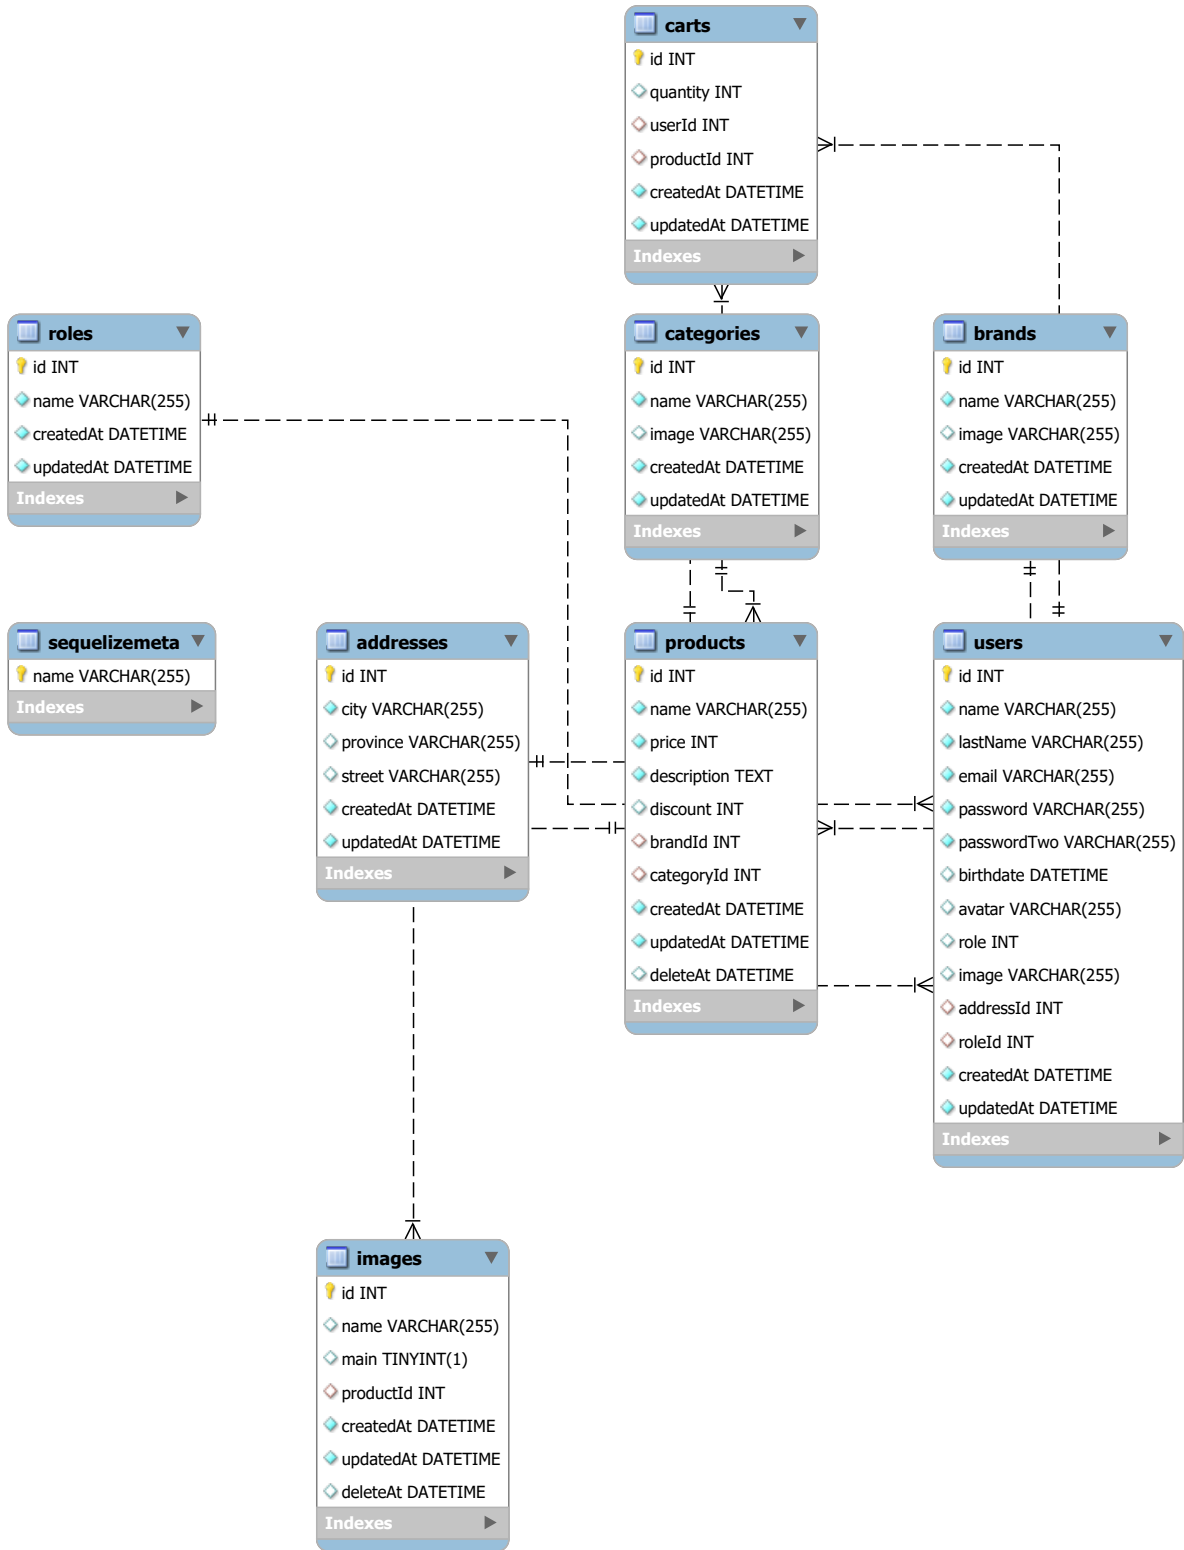 carts
id INT
quantity INT
userId INT
productId INT
createdAt DATETIME
updatedAt DATETIME
Indexes
roles
id INT
name VARCHAR(255)
createdAt DATETIME
updatedAt DATETIME
Indexes
categories
id INT
name VARCHAR(255)
image VARCHAR(255)
createdAt DATETIME
updatedAt DATETIME
Indexes
brands
id INT
name VARCHAR(255)
image VARCHAR(255)
createdAt DATETIME
updatedAt DATETIME
Indexes
sequelizemeta
name VARCHAR(255)
Indexes
addresses
id INT
city VARCHAR(255)
province VARCHAR(255)
street VARCHAR(255)
createdAt DATETIME
updatedAt DATETIME
Indexes
products
id INT
name VARCHAR(255)
price INT
description TEXT
discount INT
brandId INT
categoryId INT
createdAt DATETIME
updatedAt DATETIME
deleteAt DATETIME
Indexes
users
id INT
name VARCHAR(255)
lastName VARCHAR(255)
email VARCHAR(255)
password VARCHAR(255)
passwordTwo VARCHAR(255)
birthdate DATETIME
avatar VARCHAR(255)
role INT
image VARCHAR(255)
addressId INT
roleId INT
createdAt DATETIME
updatedAt DATETIME
Indexes
images
id INT
name VARCHAR(255)
main TINYINT(1)
productId INT
createdAt DATETIME
updatedAt DATETIME
deleteAt DATETIME
Indexes